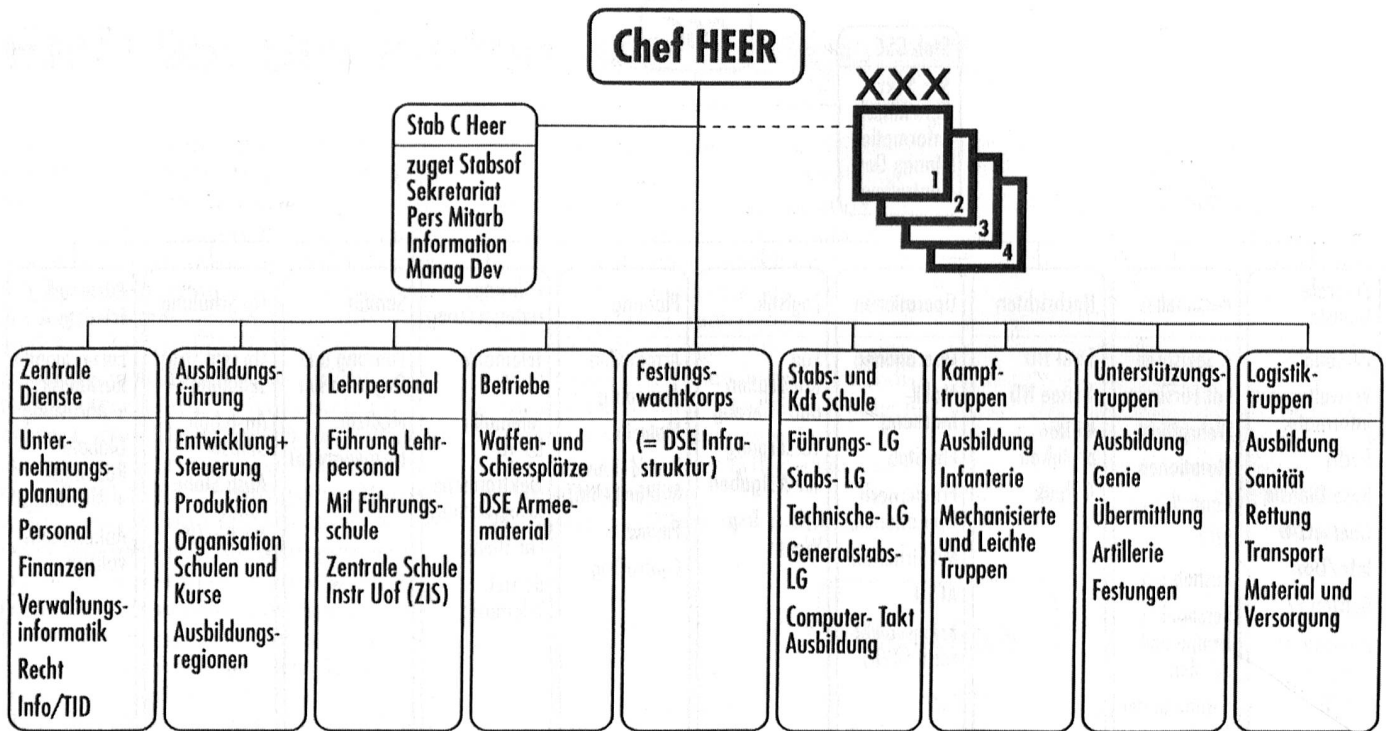 Chef HEER
XXX
1
2
3
4
Stab C Heer
zuget Stabsof
Sekretariat
Pers Mitarb
Information
Manag Dev
Zentrale
Dienste
Unter-
nehmungs-
planung
Personal
Finanzen
Verwaltungs-
informatik
Recht
Info/TID
Ausbildungs-
führung
Entwicklung+
Steuerung
Produktion
Organisation
Schulen und
Kurse
Ausbildungs-
regionen
Lehrpersonal
Führung Lehr-
personal
Mil Führungs-
schule
Zentrale Schule
Instr Uof (ZIS)
Betriebe
Waffen- und
Schiessplätze
DSE Armee-
material
Festungs-
wachtkorps
(= DSE Infra-
struktur)
Stabs- und
Kdt Schule
Führungs- LG
Stabs- LG
Technische- LG
Generalstabs-
LG
Computer- Takt
Ausbildung
Kampf-
truppen
Ausbildung
Infanterie
Mechanisierte
und Leichte
Truppen
Unterstützungs-
truppen
Ausbildung
Genie
Übermittlung
Artillerie
Festungen
Logistik-
truppen
Ausbildung
Sanität
Rettung
Transport
Material und
Versorgung